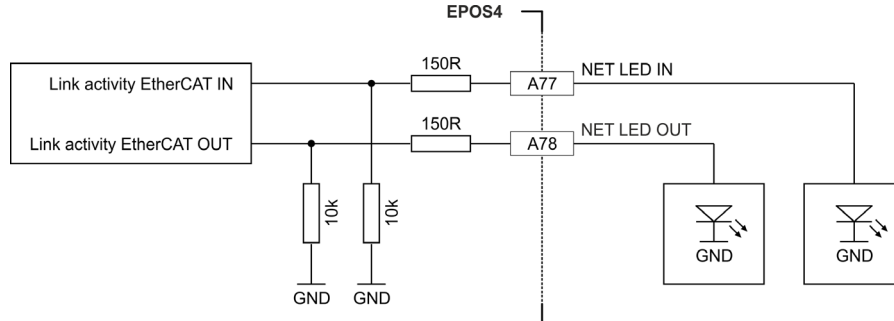 EPOS4
Link activity EtherCAT IN
150R
A77
NET LED IN
Link activity EtherCAT OUT
150R
A78
NET LED OUT
10k
10k
GND
GND
GND
GND